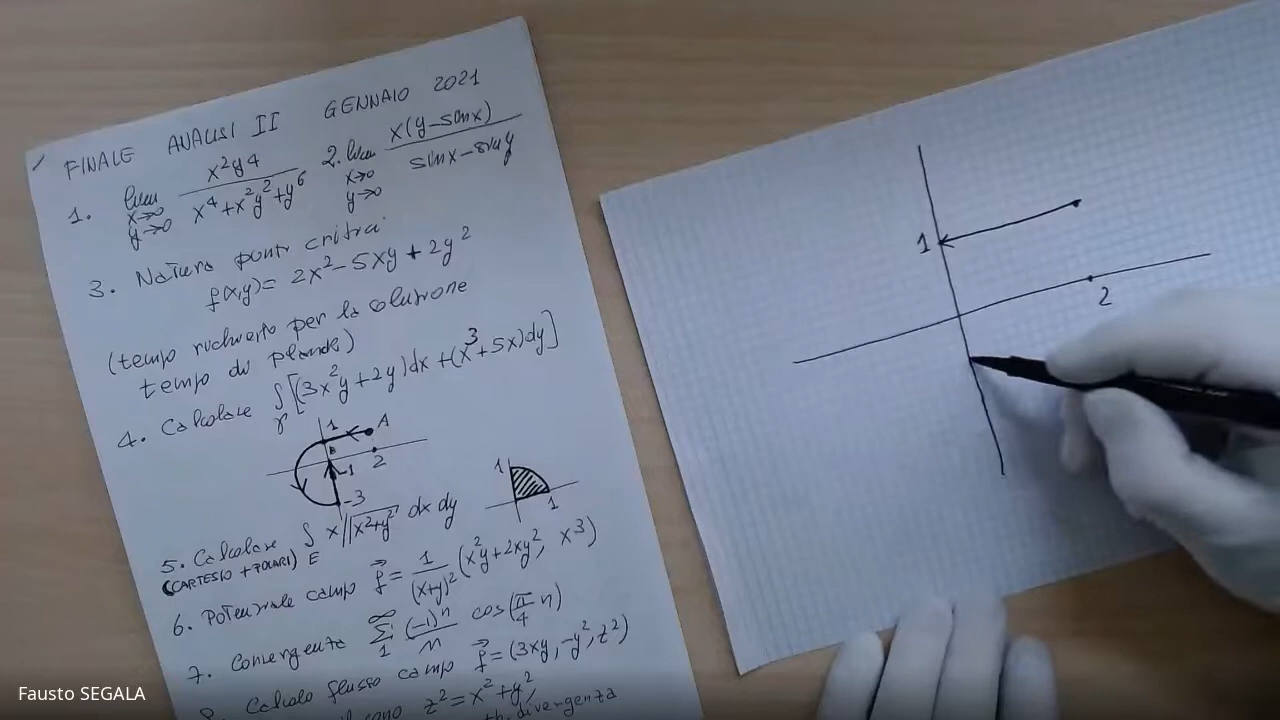 FINALE ANALISI II GENNAIO 2021
1. lim x→0 y→0 x²y⁴ / x⁴+x²y²+y⁶ 2. lim x→0 y→0 x(y-sinx) / sinx-siny
3. Natura punti critici
f(x,y)= 2x²-5xy+2y²
(tempo richiesto per la soluzione
tempo di
4. Calcolare ∫γ [(3x²y+2y)dx+(x³+5x)dy]
1 A
B
-1 2
-3
1
1
5. Calcolare ∫E x/√x²+y² dx dy
(CARTESIO + POLARI)
6. Potenziale campo f= 1/(x+y)² (x²y+2xy², x³)
7. Convergenza ∑1∞ (-1)ⁿ/n cos(π/4 n)
8. Calcolo flusso campo f=(3xy,-y²,z²)
cono z²=x²+y²,
th. divergenza
1
2
Fausto SEGALA